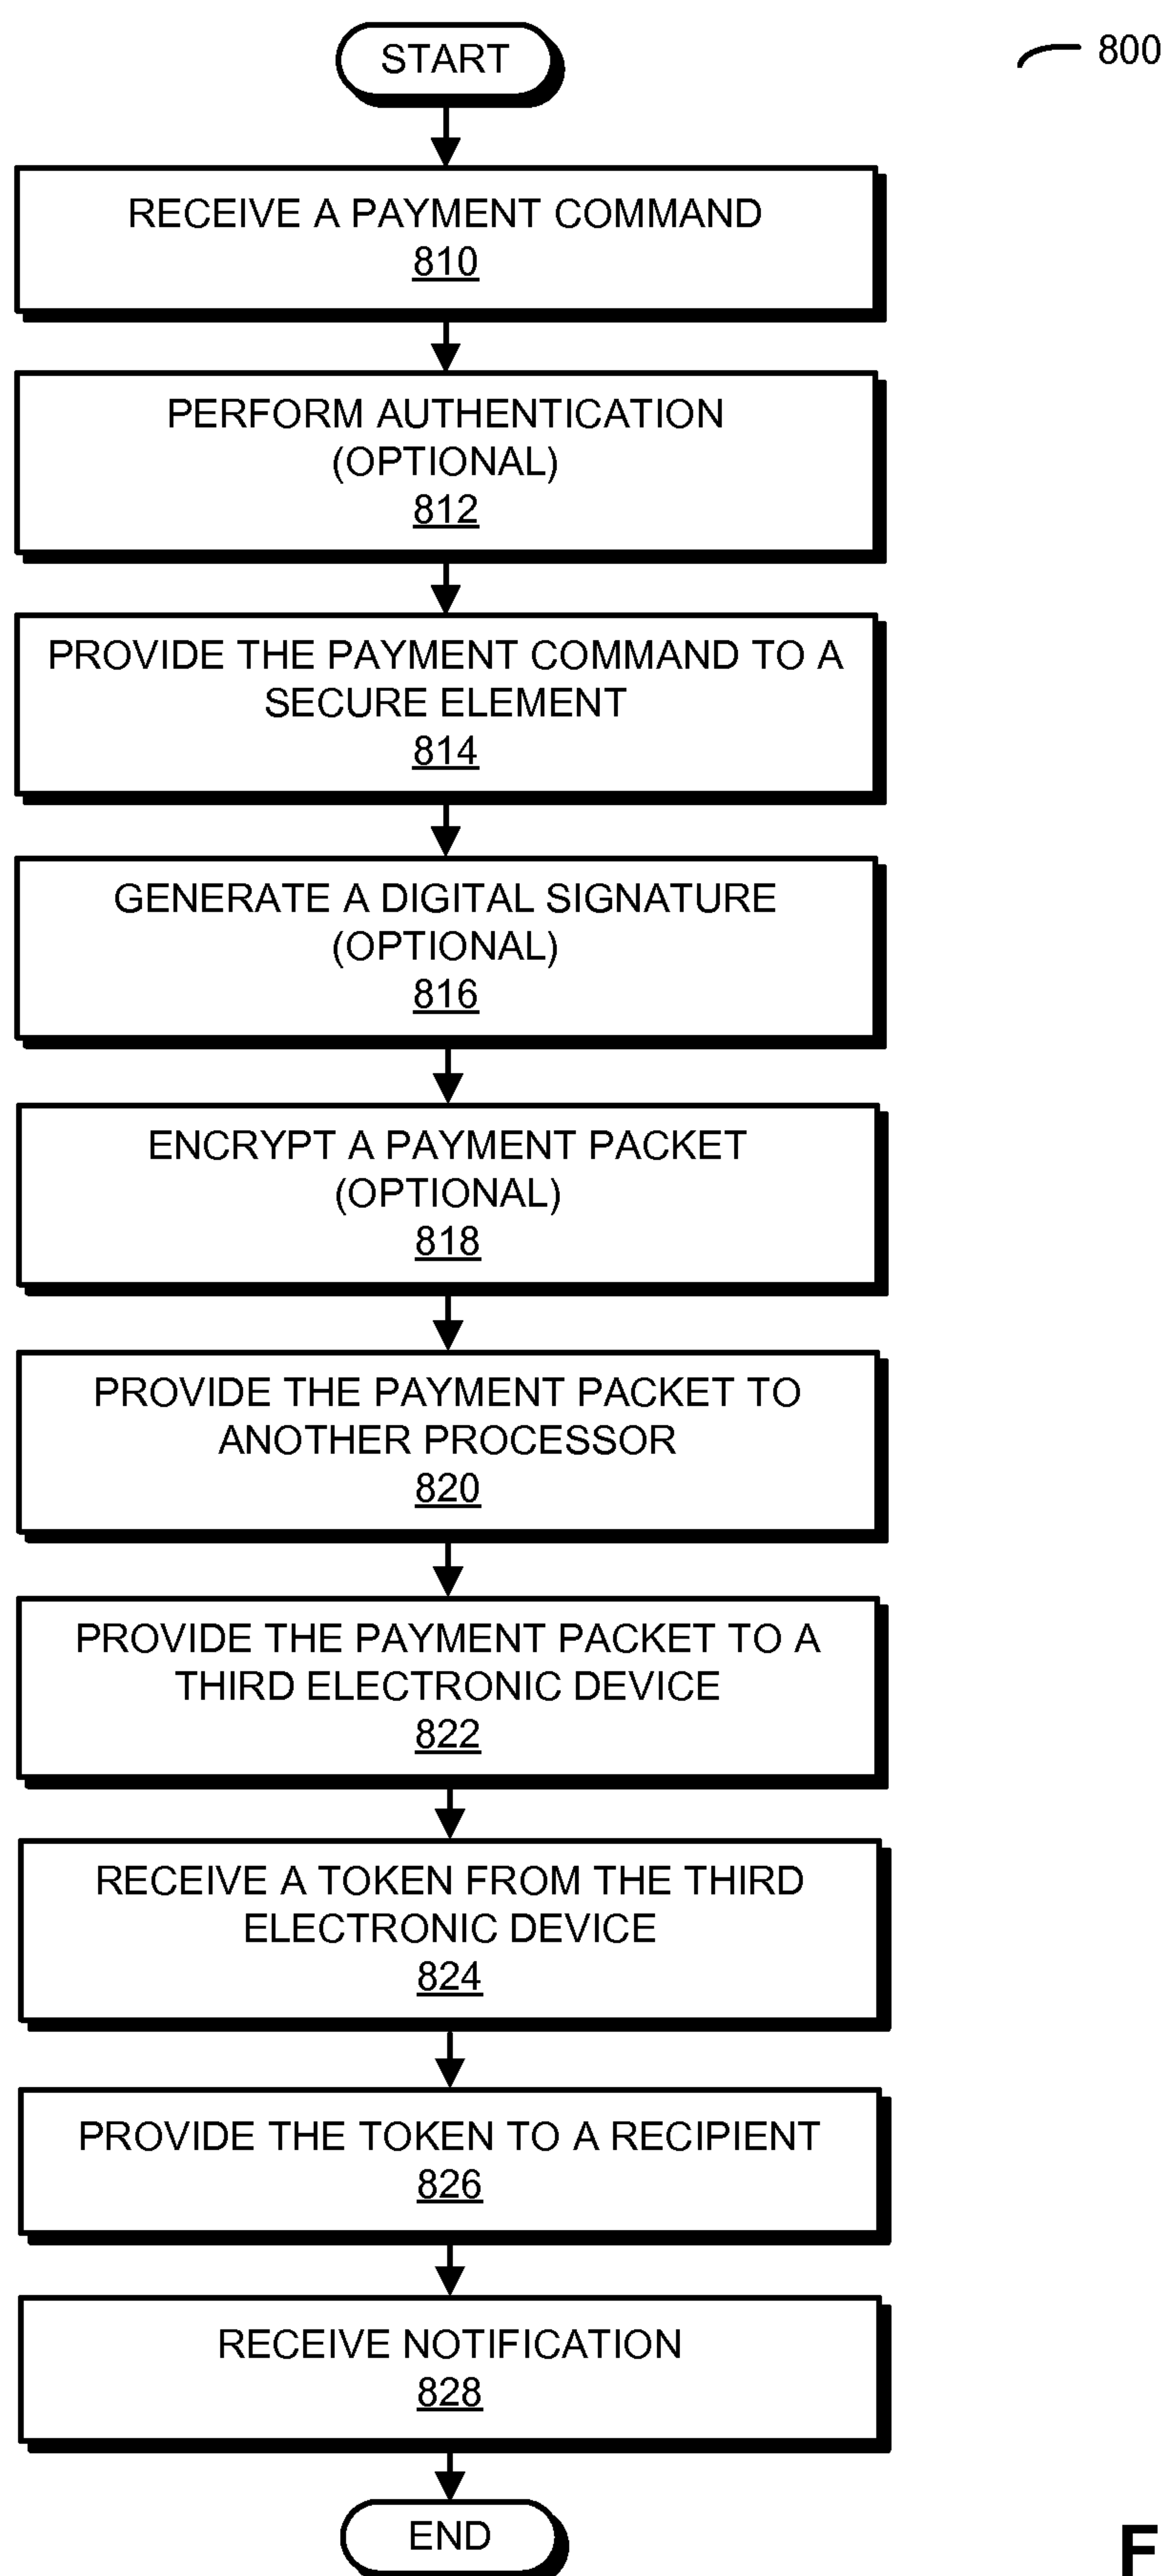 START
800
RECEIVE A PAYMENT COMMAND
810
PERFORM AUTHENTICATION
(OPTIONAL)
812
PROVIDE THE PAYMENT COMMAND TO A
SECURE ELEMENT
814
GENERATE A DIGITAL SIGNATURE
(OPTIONAL)
816
ENCRYPT A PAYMENT PACKET
(OPTIONAL)
818
PROVIDE THE PAYMENT PACKET TO
ANOTHER PROCESSOR
820
PROVIDE THE PAYMENT PACKET TO A
THIRD ELECTRONIC DEVICE
822
RECEIVE A TOKEN FROM THE THIRD
ELECTRONIC DEVICE
824
PROVIDE THE TOKEN TO A RECIPIENT
826
RECEIVE NOTIFICATION
828
END